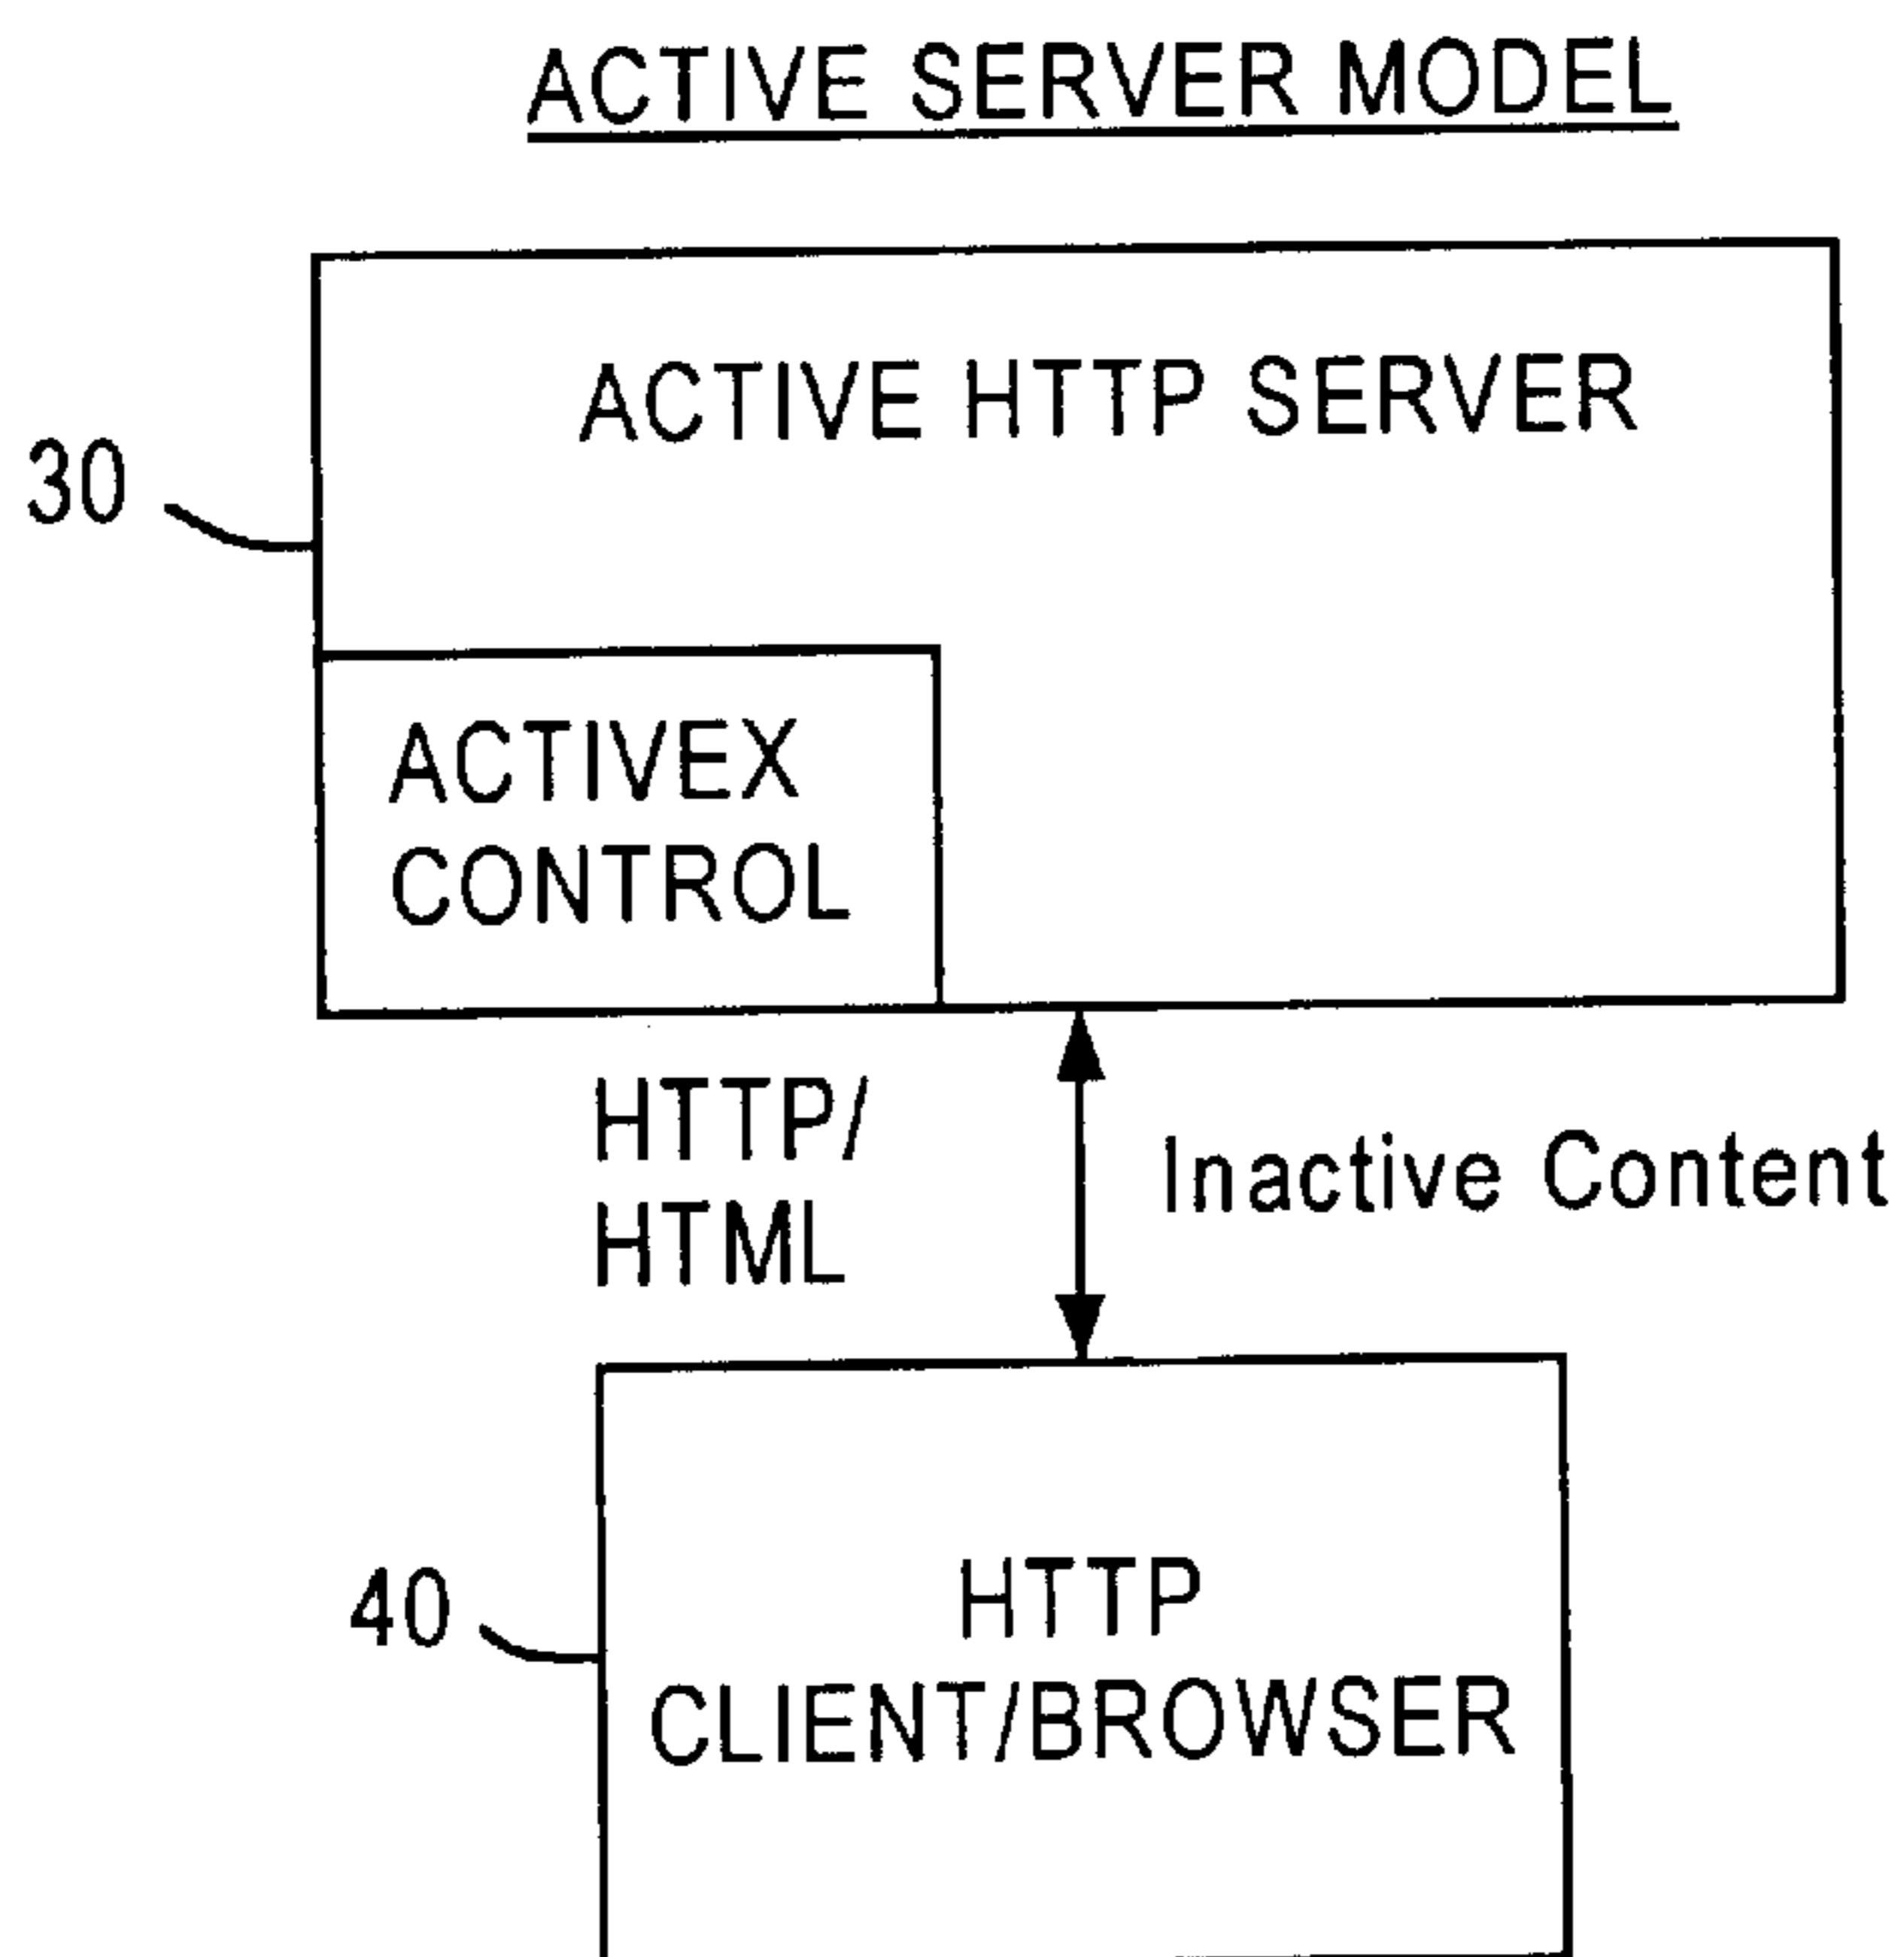 ACTIVE SERVER MODEL
ACTIVE HTTP SERVER
30
ACTIVEX
CONTROL
HTTP/
HTML
Inactive Content
40
HTTP
CLIENT/BROWSER